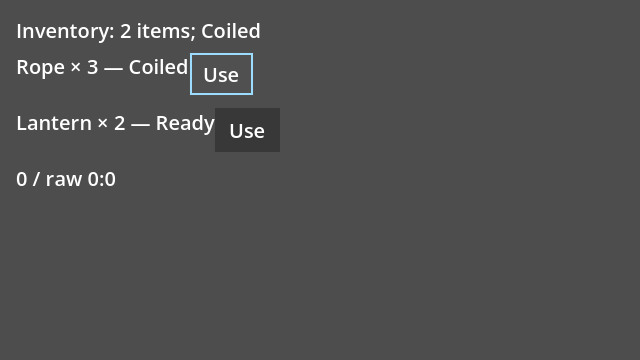 Inventory: 2 items; Coiled
Rope × 3 — Coiled Use
Lantern × 2 — Ready Use
0 / raw 0:0